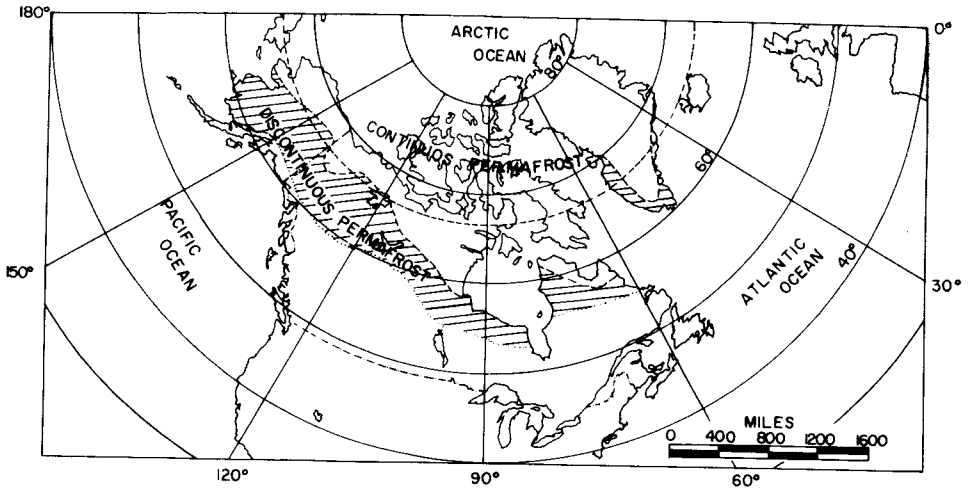 180°
0°
ARCTIC
OCEAN
80°
DISCONTINUOUS PERMAFROST
CONTINUOS PERMAFROST
60°
PACIFIC
OCEAN
ATLANTIC
OCEAN
40°
150°
30°
MILES
0 400 800 1200 1600
120°
90°
60°